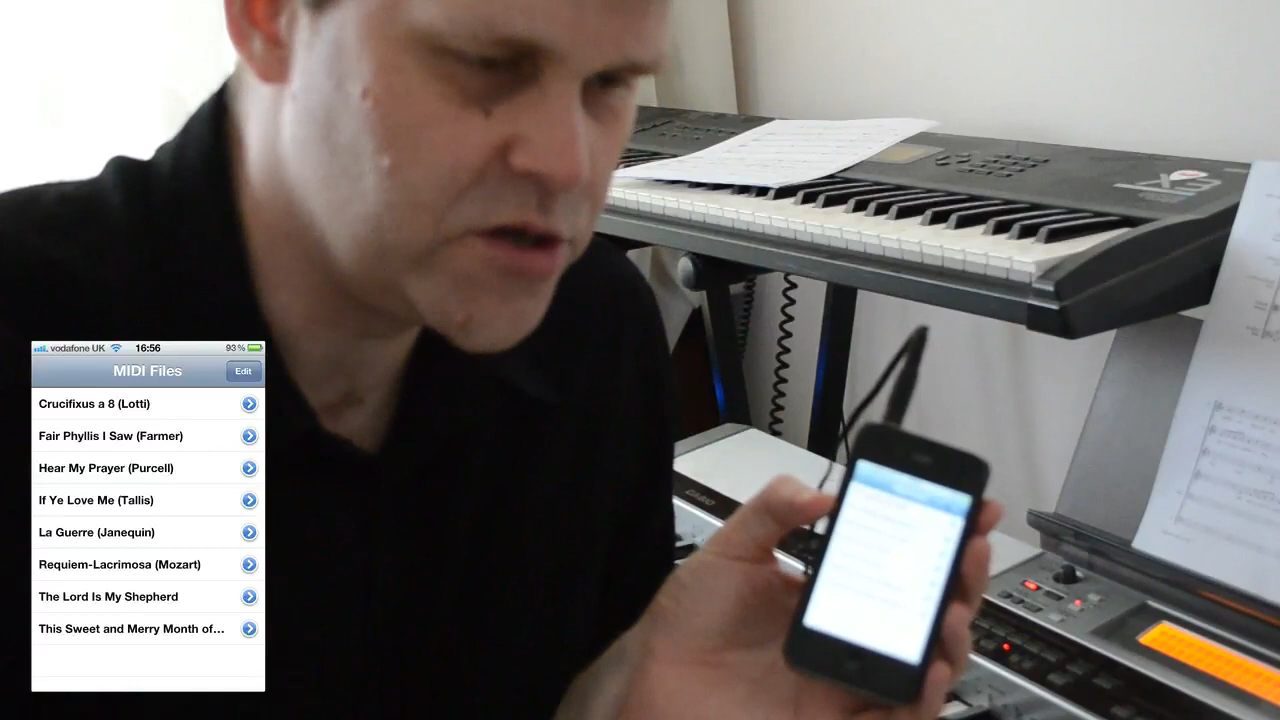 vodafone UK 16:56 93%
MIDI Files Edit
Crucifixus a 8 (Lotti)
Fair Phyllis I Saw (Farmer)
Hear My Prayer (Purcell)
If Ye Love Me (Tallis)
La Guerre (Janequin)
Requiem-Lacrimosa (Mozart)
The Lord Is My Shepherd
This Sweet and Merry Month of...
CASIO